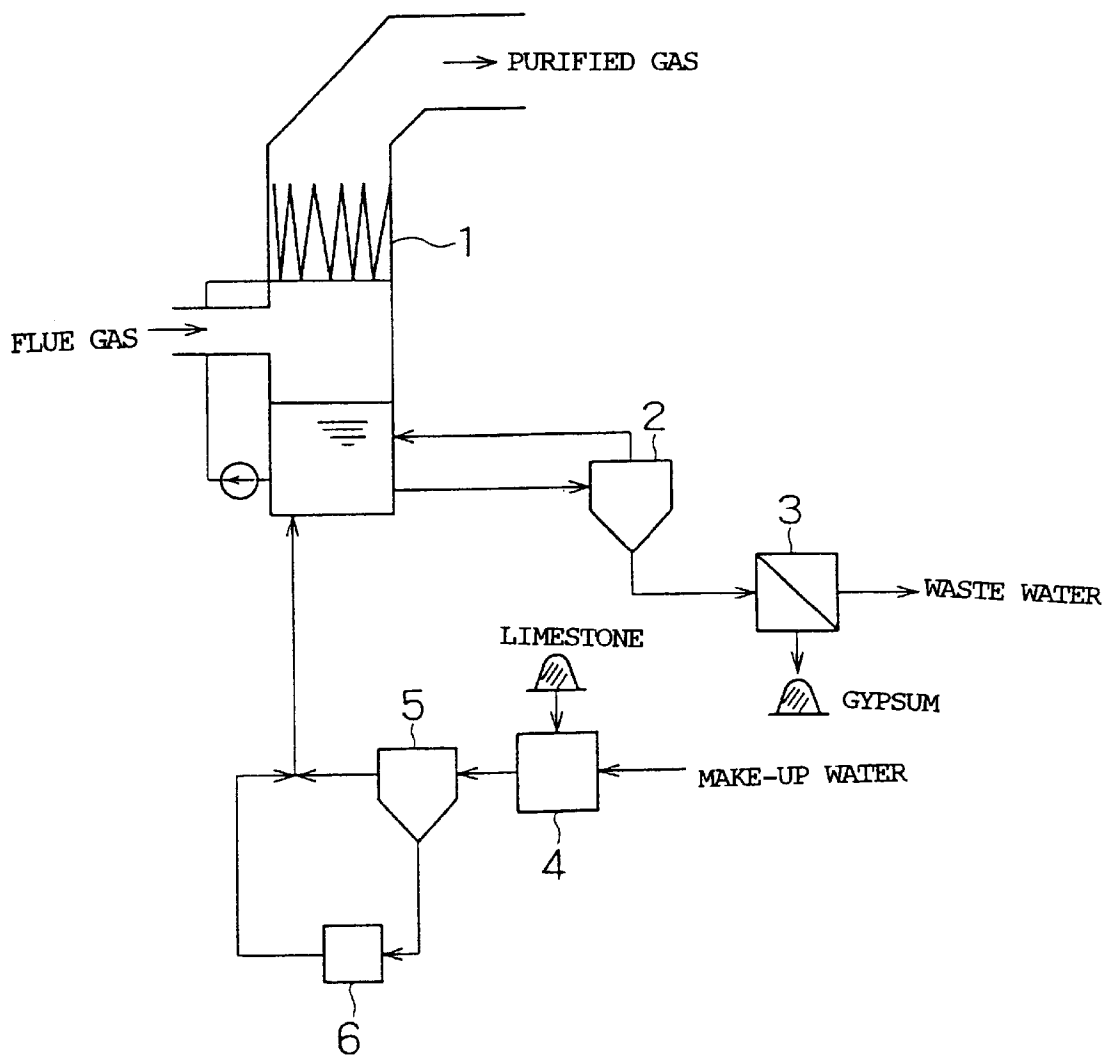 PURIFIED GAS
1
FLUE GAS
2
3
WASTE WATER
LIMESTONE
GYPSUM
5
MAKE-UP WATER
4
6